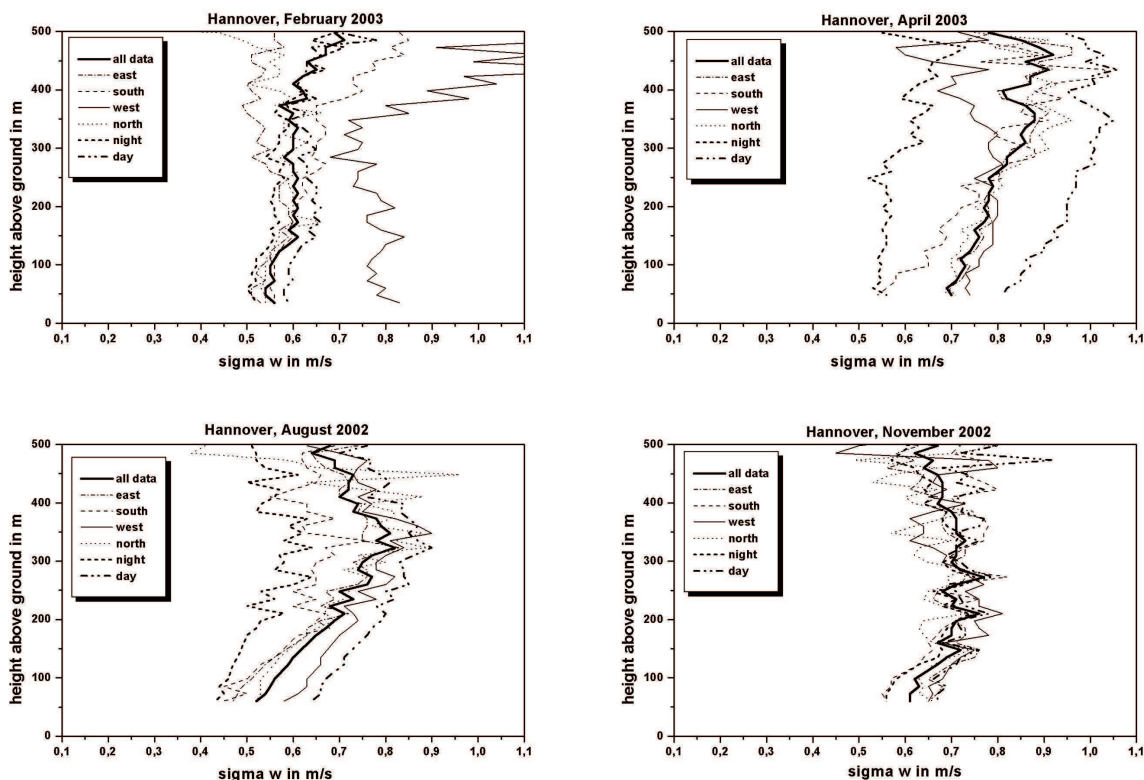 Hannover, February 2003
500
400
300
200
100
0
height above ground in m
all data
east
south
west
north
night
day
0,1 0,2 0,3 0,4 0,5 0,6 0,7 0,8 0,9 1,0 1,1
sigma w in m/s
Hannover, April 2003
500
400
300
200
100
0
height above ground in m
all data
east
south
west
north
night
day
0,1 0,2 0,3 0,4 0,5 0,6 0,7 0,8 0,9 1,0 1,1
sigma w in m/s
Hannover, August 2002
500
400
300
200
100
0
height above ground in m
all data
east
south
west
north
night
day
0,1 0,2 0,3 0,4 0,5 0,6 0,7 0,8 0,9 1,0 1,1
sigma w in m/s
Hannover, November 2002
500
400
300
200
100
0
height above ground in m
all data
east
south
west
north
night
day
0,1 0,2 0,3 0,4 0,5 0,6 0,7 0,8 0,9 1,0 1,1
sigma w in m/s